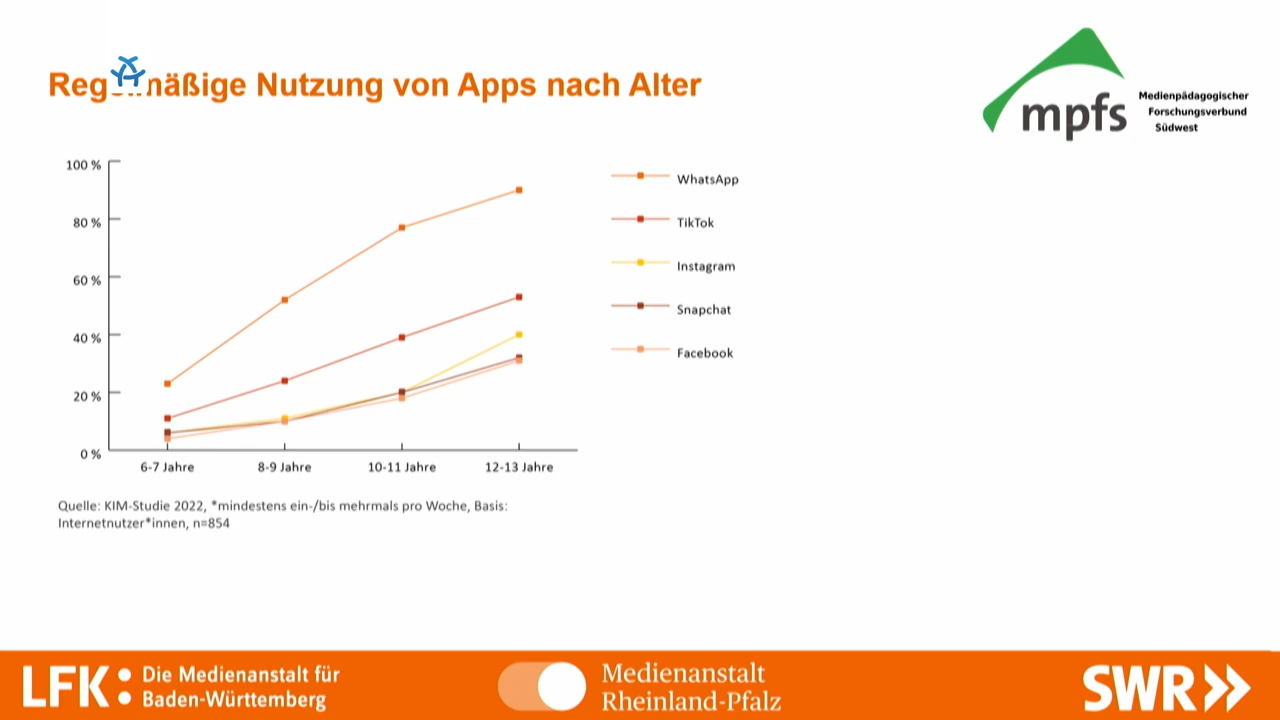 Regelmäßige Nutzung von Apps nach Alter
mpfs
Medienpädagogischer
Forschungsverbund
Südwest
100 %
80 %
60 %
40 %
20 %
0 %
6-7 Jahre
8-9 Jahre
10-11 Jahre
12-13 Jahre
WhatsApp
TikTok
Instagram
Snapchat
Facebook
Quelle: KIM-Studie 2022, *mindestens ein-/bis mehrmals pro Woche, Basis:
Internetnutzer*innen, n=854
LFK: Die Medienanstalt für
Baden-Württemberg
Medienanstalt
Rheinland-Pfalz
SWR